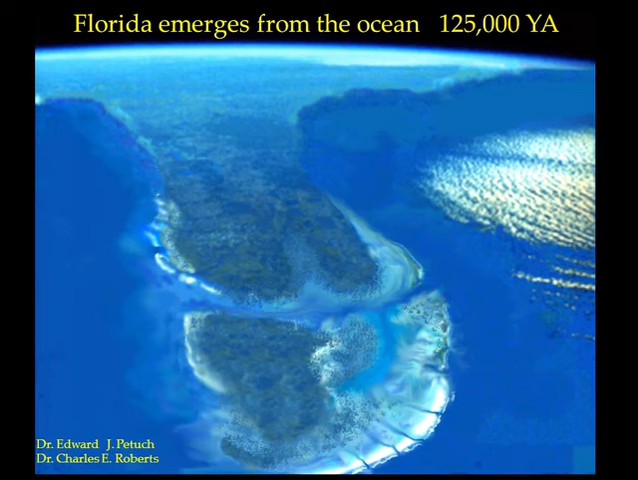 Florida emerges from the ocean 125,000 YA
Dr. Edward J. Petuch
Dr. Charles E. Roberts